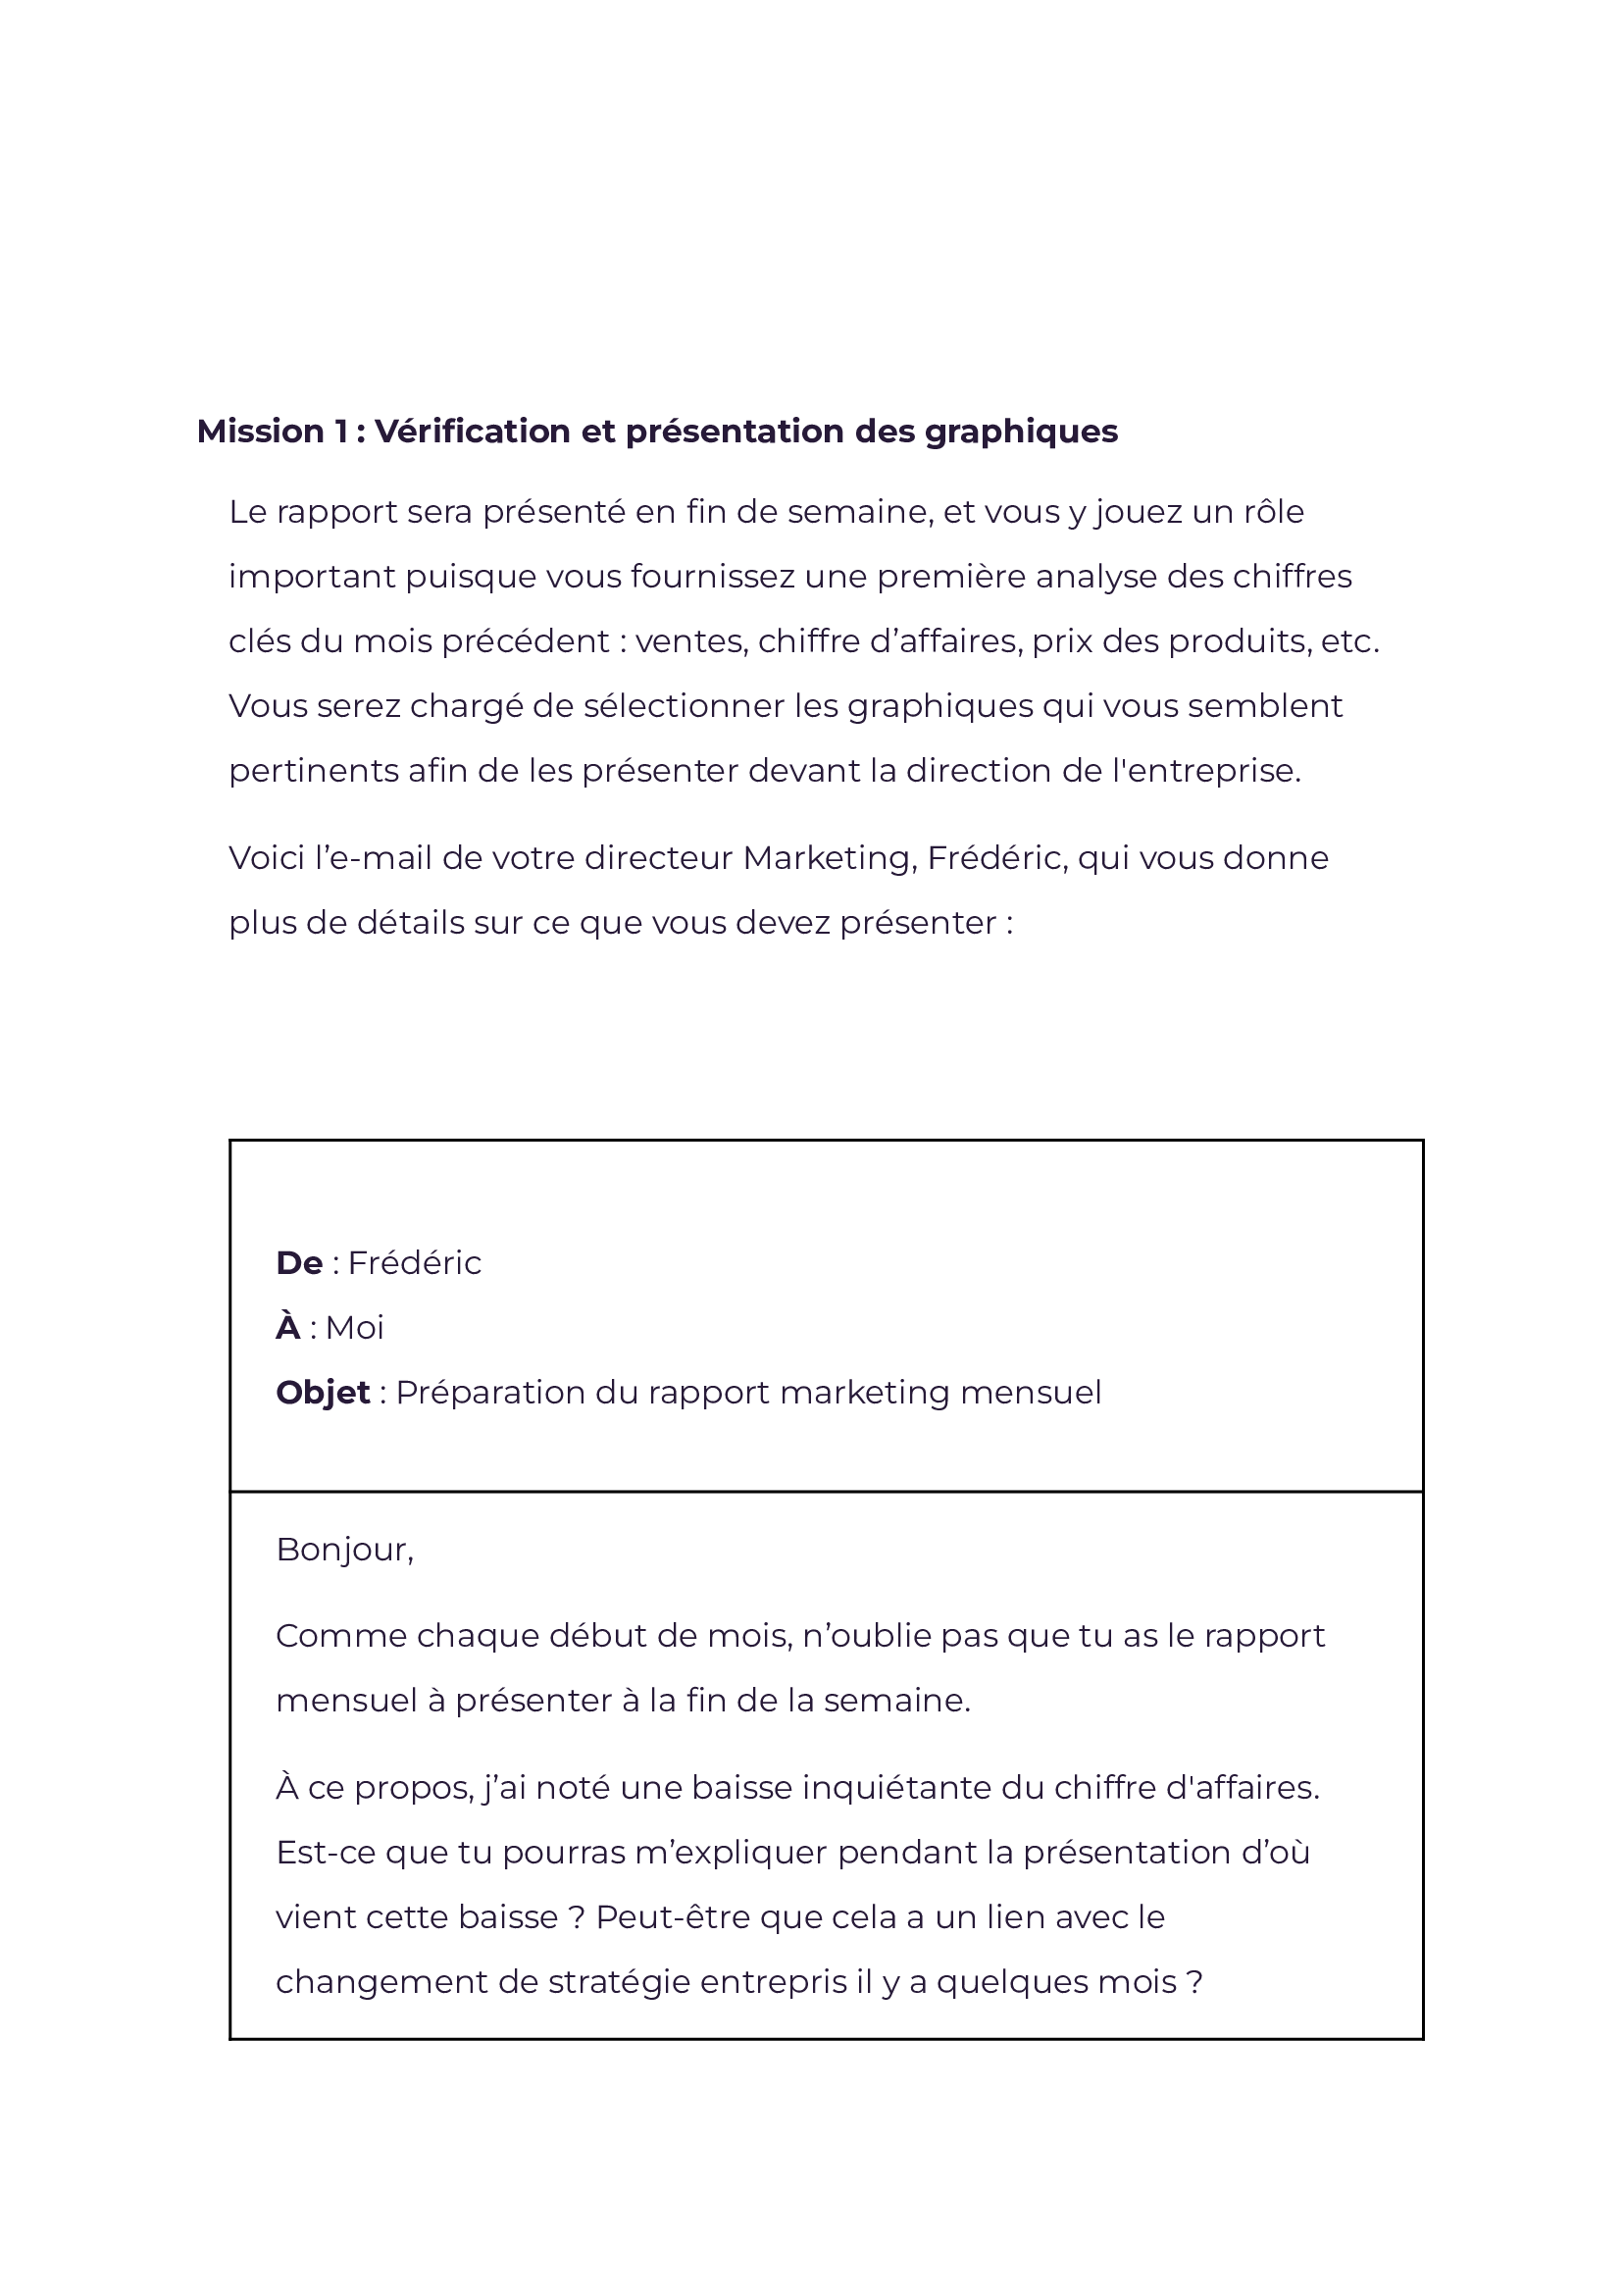 Mission 1 : Vérification et présentation des graphiques
Le rapport sera présenté en fin de semaine, et vous y jouez un rôle
important puisque vous fournissez une première analyse des chiffres
clés du mois précédent : ventes, chiffre d’affaires, prix des produits, etc.
Vous serez chargé de sélectionner les graphiques qui vous semblent
pertinents afin de les présenter devant la direction de l'entreprise.
Voici l’e-mail de votre directeur Marketing, Frédéric, qui vous donne
plus de détails sur ce que vous devez présenter :
De : Frédéric
À : Moi
Objet : Préparation du rapport marketing mensuel
Bonjour,
Comme chaque début de mois, n’oublie pas que tu as le rapport
mensuel à présenter à la fin de la semaine.
À ce propos, j’ai noté une baisse inquiétante du chiffre d'affaires.
Est-ce que tu pourras m’expliquer pendant la présentation d’où
vient cette baisse ? Peut-être que cela a un lien avec le
changement de stratégie entrepris il y a quelques mois ?